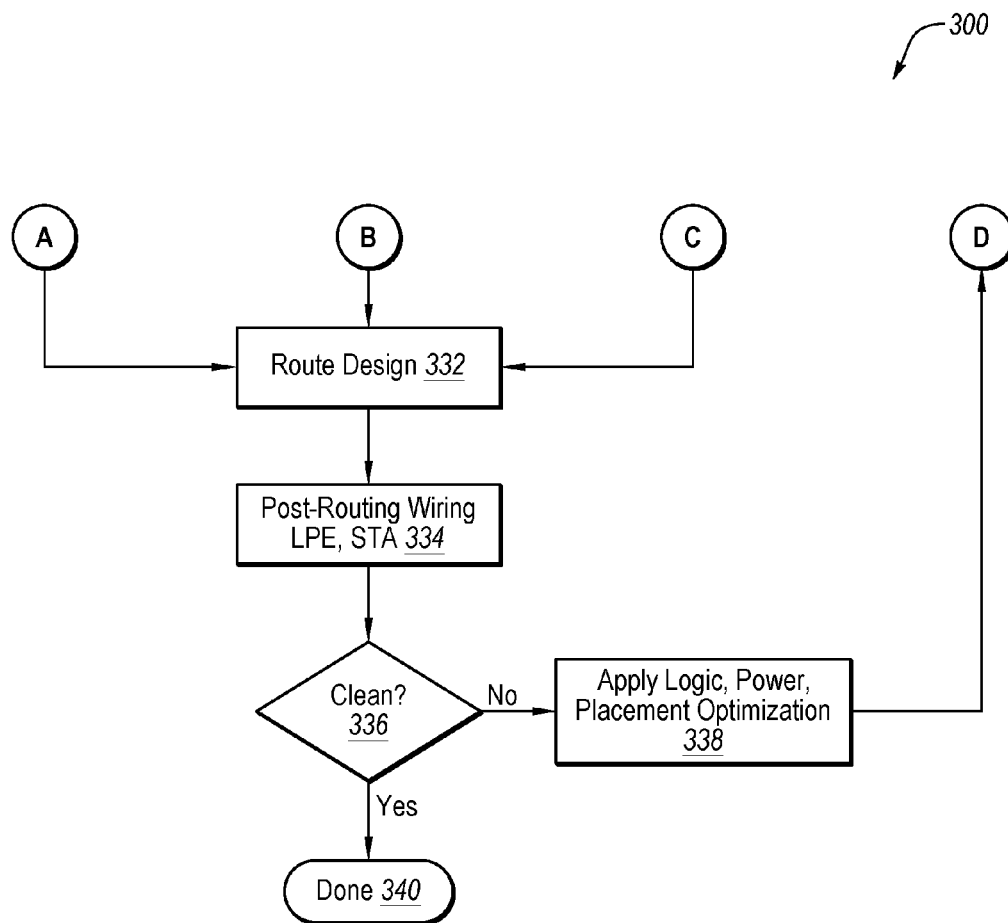 300
A
B
C
D
Route Design 332
Post-Routing Wiring
LPE, STA 334
Clean?
336
No
Apply Logic, Power,
Placement Optimization
338
Yes
Done 340